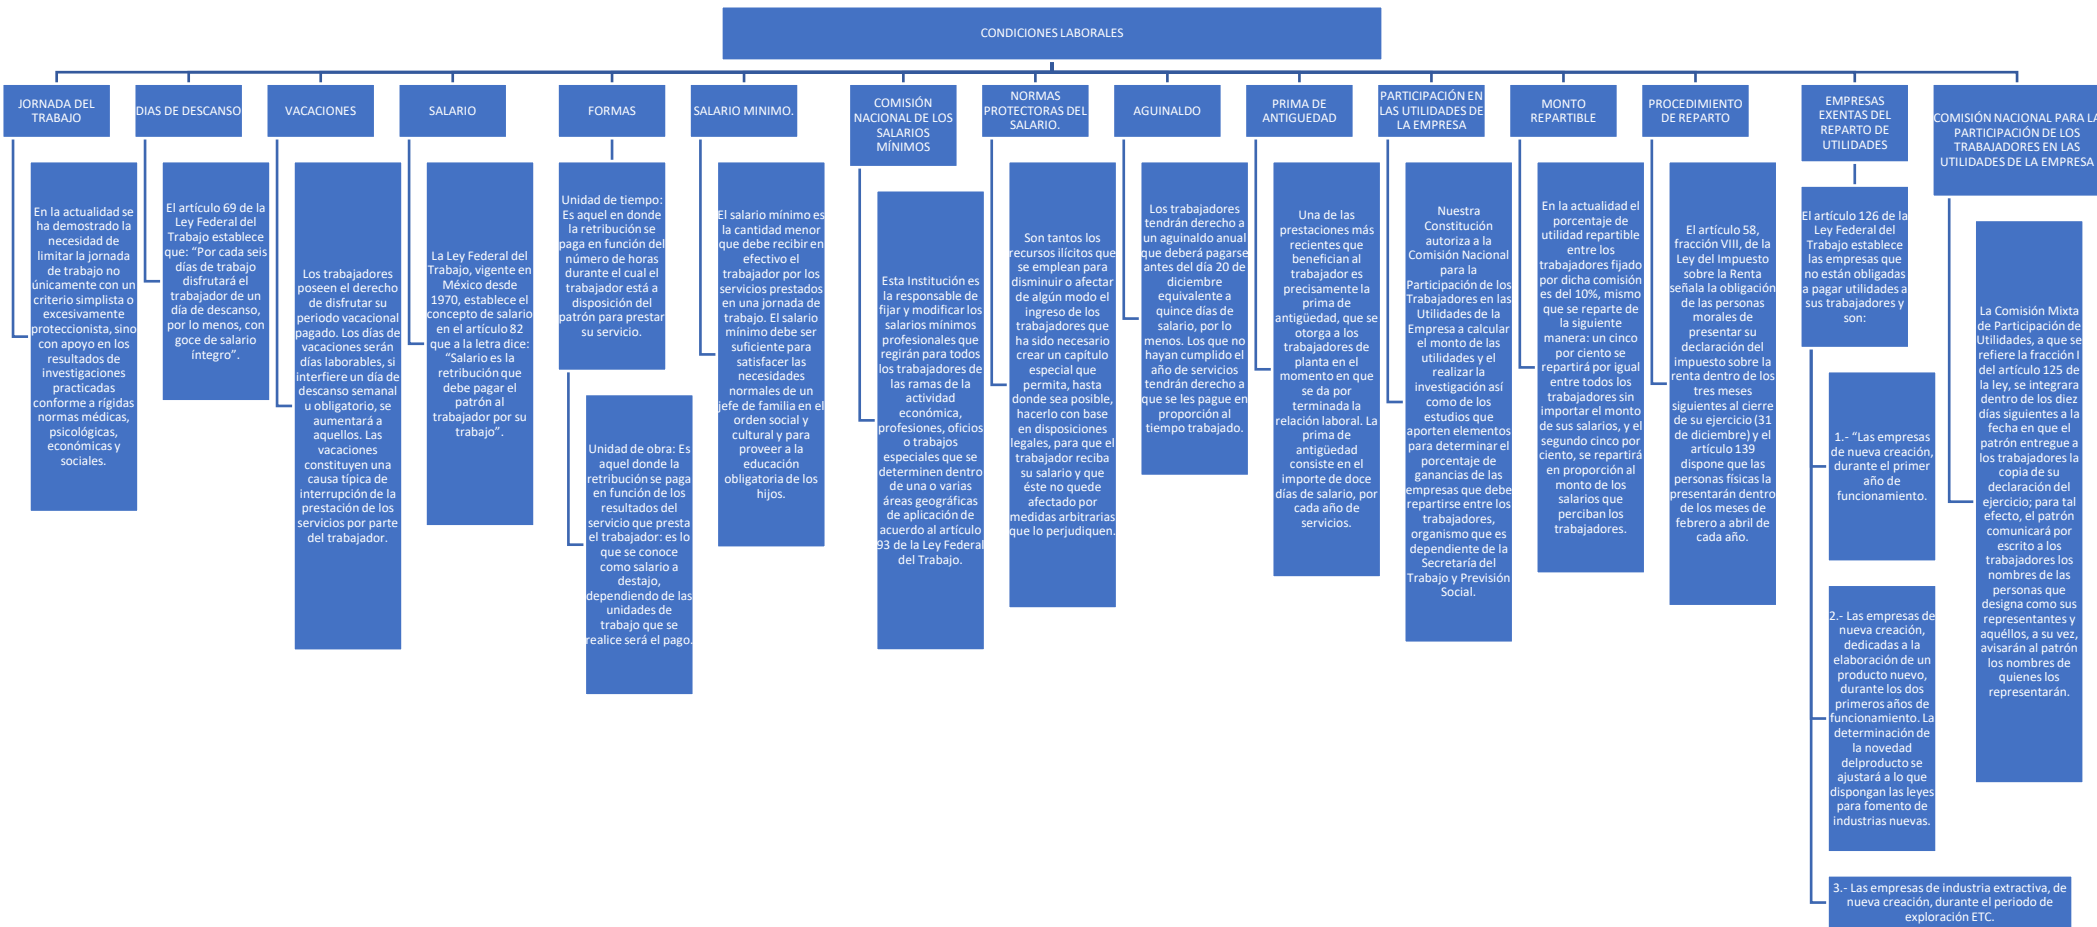 CONDICIONES LABORALES
JORNADA DEL
TRABAJO
En la actualidad se
ha demostrado la
necesidad de
limitar la jornada
de trabajo no
únicamente con un
criterio simplista o
excesivamente
proteccionista, sino
con apoyo en los
resultados de
investigaciones
practicadas
conforme a rígidas
normas médicas,
psicológicas,
económicas y
sociales.
DIAS DE DESCANSO
El artículo 69 de la
Ley Federal del
Trabajo establece
que: “Por cada seis
días de trabajo
disfrutará el
trabajador de un
día de descanso,
por lo menos, con
goce de salario
íntegro”.
VACACIONES
Los trabajadores
poseen el derecho
de disfrutar su
periodo vacacional
pagado. Los días de
vacaciones serán
días laborables, si
interfiere un día de
descanso semanal
u obligatorio, se
aumentará a
aquellos. Las
vacaciones
constituyen una
causa típica de
interrupción de la
prestación de los
servicios por parte
del trabajador.
SALARIO
La Ley Federal del
Trabajo, vigente en
México desde
1970, establece el
concepto de salario
en el artículo 82
que a la letra dice:
“Salario es la
retribución que
debe pagar el
patrón al
trabajador por su
trabajo”.
FORMAS
Unidad de tiempo:
Es aquel en donde
la retribución se
paga en función del
número de horas
durante el cual el
trabajador está a
disposición del
patrón para prestar
su servicio.
Unidad de obra: Es
aquel donde la
retribución se paga
en función de los
resultados del
servicio que presta
el trabajador: es lo
que se conoce
como salario a
destajo,
dependiendo de las
unidades de
trabajo que se
realice será el pago.
SALARIO MINIMO.
El salario mínimo es
la cantidad menor
que debe recibir en
efectivo el
trabajador por los
servicios prestados
en una jornada de
trabajo. El salario
mínimo debe ser
suficiente para
satisfacer las
necesidades
normales de un
jefe de familia en el
orden social y
cultural y para
proveer a la
educación
obligatoria de los
hijos.
COMISIÓN
NACIONAL DE LOS
SALARIOS
MÍNIMOS
Esta Institución es
la responsable de
fijar y modificar los
salarios mínimos
profesionales que
regirán para todos
los trabajadores de
las ramas de la
actividad
económica,
profesiones, oficios
o trabajos
especiales que se
determinen dentro
de una o varias
áreas geográficas
de aplicación de
acuerdo al artículo
93 de la Ley Federal
del Trabajo.
NORMAS
PROTECTORAS DEL
SALARIO.
Son tantos los
recursos ilícitos que
se emplean para
disminuir o afectar
de algún modo el
ingreso de los
trabajadores que
ha sido necesario
crear un capítulo
especial que
permita, hasta
donde sea posible,
hacerlo con base
en disposiciones
legales, para que el
trabajador reciba
su salario y que
éste no quede
afectado por
medidas arbitrarias
que lo perjudiquen.
AGUINALDO
Los trabajadores
tendrán derecho a
un aguinaldo anual
que deberá pagarse
antes del día 20 de
diciembre
equivalente a
quince días de
salario, por lo
menos. Los que no
hayan cumplido el
año de servicios
tendrán derecho a
que se les pague en
proporción al
tiempo trabajado.
PRIMA DE
ANTIGUEDAD
Una de las
prestaciones más
recientes que
benefician al
trabajador es
precisamente la
prima de
antigüedad, que se
otorga a los
trabajadores de
planta en el
momento en que
se da por
terminada la
relación laboral. La
prima de
antigüedad
consiste en el
importe de doce
días de salario, por
cada año de
servicios.
PARTICIPACIÓN EN
LAS UTILIDADES DE
LA EMPRESA
Nuestra
Constitución
autoriza a la
Comisión Nacional
para la
Participación de los
Trabajadores en las
Utilidades de la
Empresa a calcular
el monto de las
utilidades y el
realizar la
investigación así
como de los
estudios que
aporten elementos
para determinar el
porcentaje de
ganancias de las
empresas que debe
repartirse entre los
trabajadores,
organismo que es
dependiente de la
Secretaría del
Trabajo y Previsión
Social.
MONTO
REPARTIBLE
En la actualidad el
porcentaje de
utilidad repartible
entre los
trabajadores fijado
por dicha comisión
es del 10%, mismo
que se reparte de
la siguiente
manera: un cinco
por ciento se
repartirá por igual
entre todos los
trabajadores sin
importar el monto
de sus salarios, y el
segundo cinco por
ciento, se repartirá
en proporción al
monto de los
salarios que
perciban los
trabajadores.
PROCEDIMIENTO
DE REPARTO
El artículo 58,
fracción VIII, de la
Ley del Impuesto
sobre la Renta
señala la obligación
de las personas
morales de
presentar su
declaración del
impuesto sobre la
renta dentro de los
tres meses
siguientes al cierre
de su ejercicio (31
de diciembre) y el
artículo 139
dispone que las
personas físicas la
presentarán dentro
de los meses de
febrero a abril de
cada año.
EMPRESAS
EXENTAS DEL
REPARTO DE
UTILIDADES
El artículo 126 de la
Ley Federal del
Trabajo establece
las empresas que
no están obligadas
a pagar utilidades a
sus trabajadores y
son:
1.- “Las empresas
de nueva creación,
durante el primer
año de
funcionamiento.
2.- Las empresas de
nueva creación,
dedicadas a la
elaboración de un
producto nuevo,
durante los dos
primeros años de
funcionamiento. La
determinación de
la novedad
delproducto se
ajustará a lo que
dispongan las leyes
para fomento de
industrias nuevas.
3.- Las empresas de industria extractiva, de
nueva creación, durante el periodo de
exploración ETC.
COMISIÓN NACIONAL PARA LA
PARTICIPACIÓN DE LOS
TRABAJADORES EN LAS
UTILIDADES DE LA EMPRESA
La Comisión Mixta
de Participación de
Utilidades, a que se
refiere la fracción I
del artículo 125 de
la ley, se integrara
dentro de los diez
días siguientes a la
fecha en que el
patrón entregue a
los trabajadores la
copia de su
declaración del
ejercicio; para tal
efecto, el patrón
comunicará por
escrito a los
trabajadores los
nombres de las
personas que
designa como sus
representantes y
aquéllos, a su vez,
avisarán al patrón
los nombres de
quienes los
representarán.